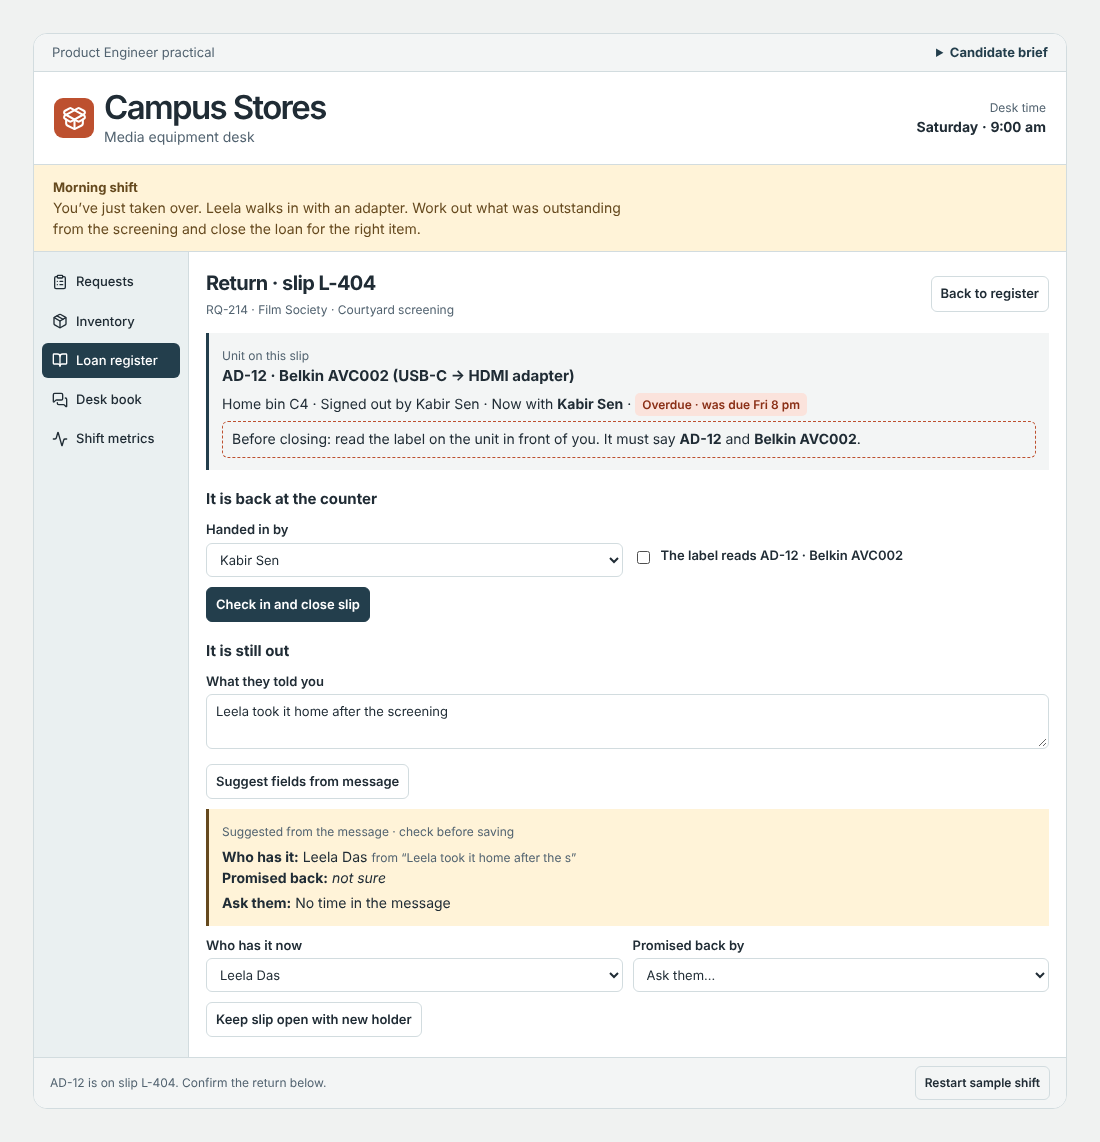 Product Engineer practical
▶ Candidate brief
Campus Stores
Media equipment desk
Desk time
Saturday · 9:00 am
Morning shift
You’ve just taken over. Leela walks in with an adapter. Work out what was outstanding
from the screening and close the loan for the right item.
Requests
Inventory
Loan register
Desk book
Shift metrics
Return · slip L-404
RQ-214 · Film Society · Courtyard screening
Back to register
Unit on this slip
AD-12 · Belkin AVC002 (USB-C → HDMI adapter)
Home bin C4 · Signed out by Kabir Sen · Now with Kabir Sen · Overdue · was due Fri 8 pm
Before closing: read the label on the unit in front of you. It must say AD-12 and Belkin AVC002.
It is back at the counter
Handed in by
Kabir Sen
The label reads AD-12 · Belkin AVC002
Check in and close slip
It is still out
What they told you
Leela took it home after the screening
Suggest fields from message
Suggested from the message · check before saving
Who has it: Leela Das from “Leela took it home after the s”
Promised back: not sure
Ask them: No time in the message
Who has it now
Promised back by
Leela Das
Ask them...
Keep slip open with new holder
AD-12 is on slip L-404. Confirm the return below.
Restart sample shift